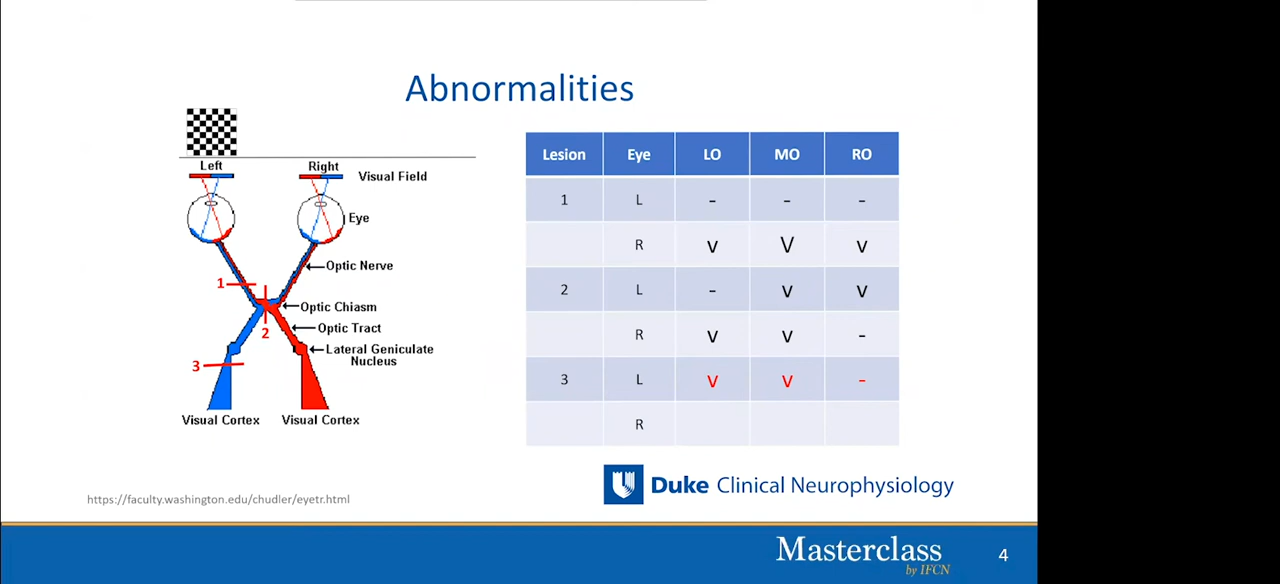 Abnormalities
Left
Right
Visual Field
Eye
Optic Nerve
1
Optic Chiasm
2
Optic Tract
Lateral Geniculate
Nucleus
3
Visual Cortex
Visual Cortex
Lesion Eye LO MO RO
1 L - - -
R v V v
2 L - v v
R v v -
3 L v v -
R
https://faculty.washington.edu/chudler/eyetr.html
Duke Clinical Neurophysiology
Masterclass
by IFCN
4